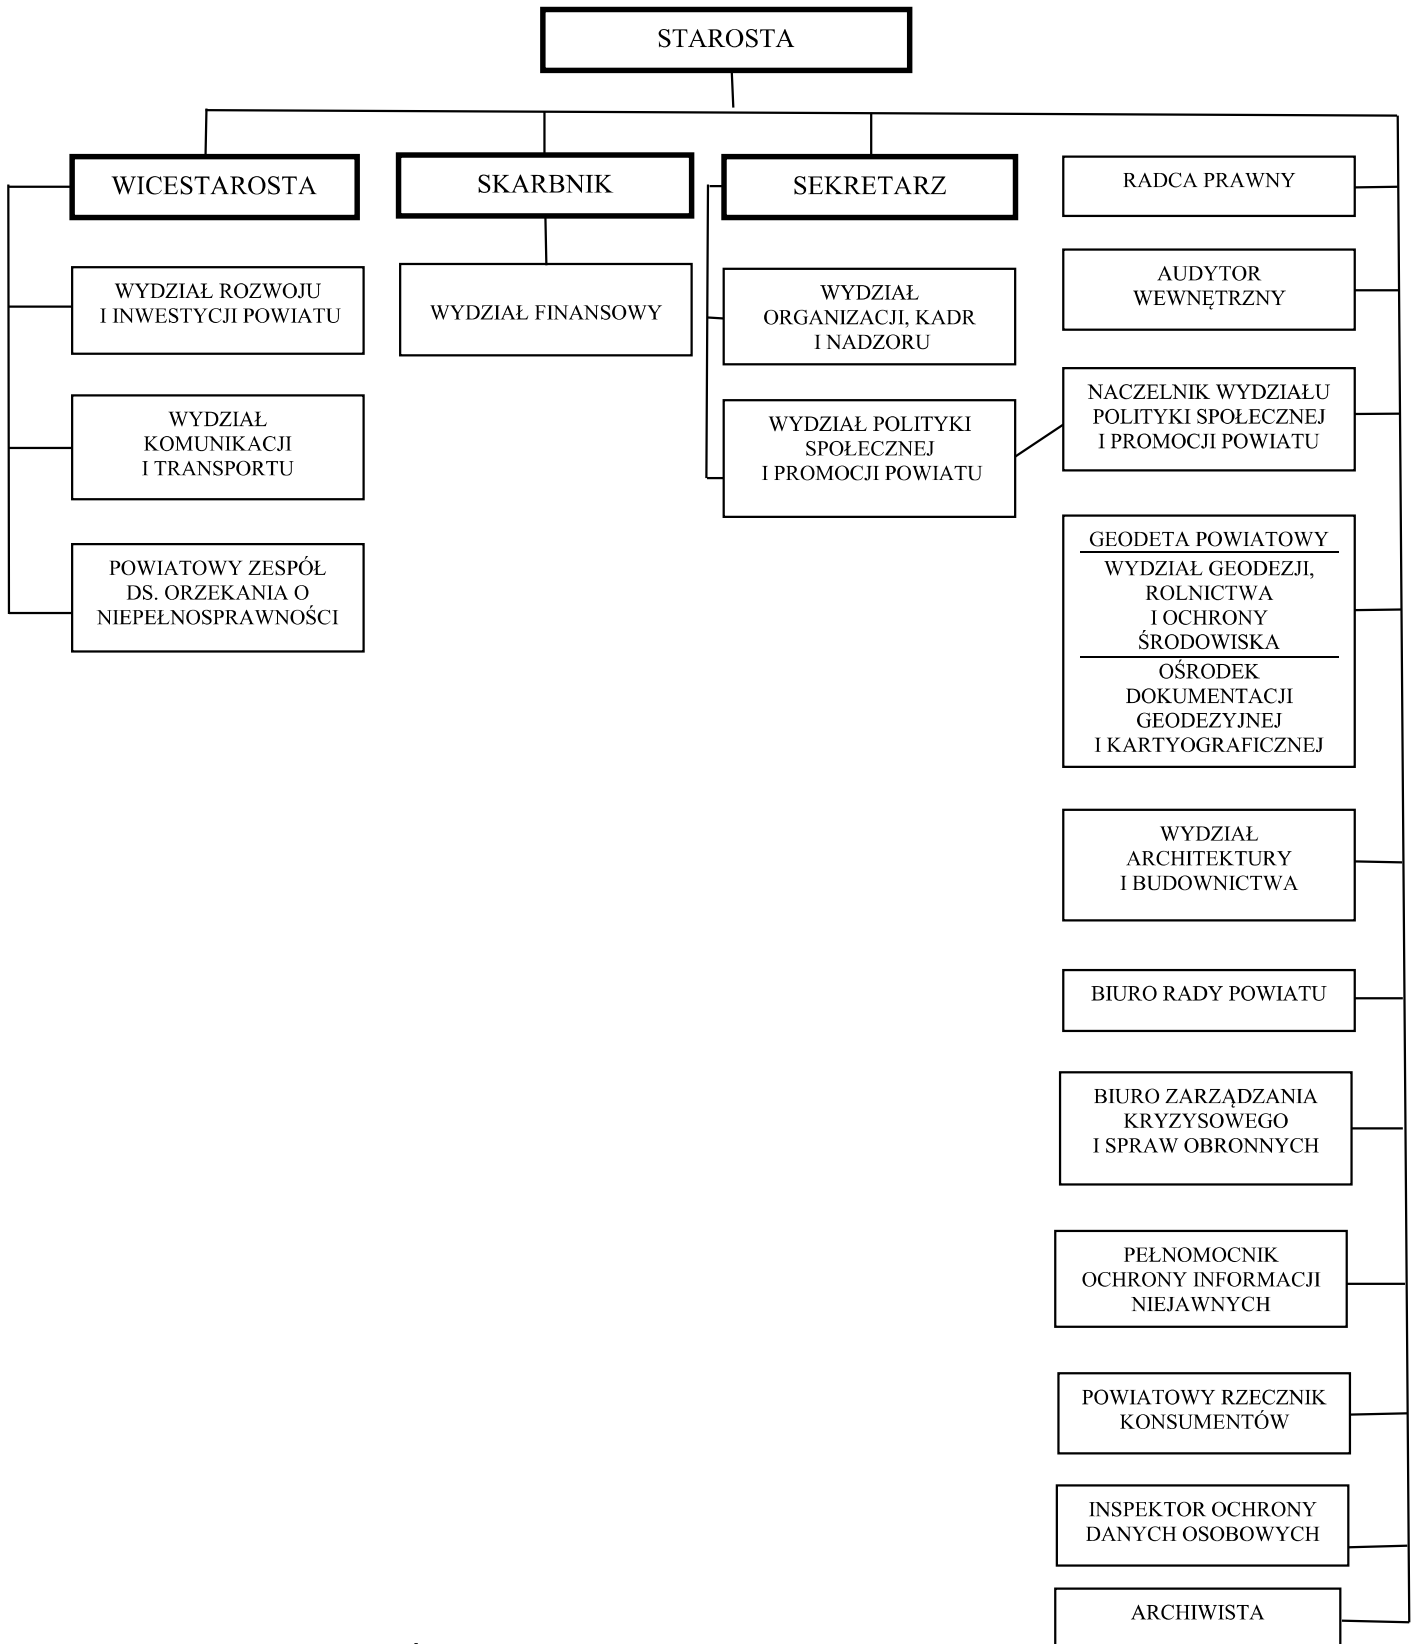 STAROSTA
WICESTAROSTA
SKARBNIK
SEKRETARZ
RADCA PRAWNY
WYDZIAŁ ROZWOJU
I INWESTYCJI POWIATU
WYDZIAŁ FINANSOWY
WYDZIAŁ
ORGANIZACJI, KADR
I NADZORU
AUDYTOR
WEWNĘTRZNY
WYDZIAŁ
KOMUNIKACJI
I TRANSPORTU
WYDZIAŁ POLITYKI
SPOŁECZNEJ
I PROMOCJI POWIATU
NACZELNIK WYDZIAŁU
POLITYKI SPOŁECZNEJ
I PROMOCJI POWIATU
POWIATOWY ZESPÓŁ
DS. ORZEKANIA O
NIEPEŁNOSPRAWNOŚCI
GEODETA POWIATOWY
WYDZIAŁ GEODEZJI,
ROLNICTWA
I OCHRONY
ŚRODOWISKA
OŚRODEK
DOKUMENTACJI
GEODEZYJNEJ
I KARTYOGRAFICZNEJ
WYDZIAŁ
ARCHITEKTURY
I BUDOWNICTWA
BIURO RADY POWIATU
BIURO ZARZĄDZANIA
KRYZYSOWEGO
I SPRAW OBRONNYCH
PEŁNOMOCNIK
OCHRONY INFORMACJI
NIEJAWNYCH
POWIATOWY RZECZNIK
KONSUMENTÓW
INSPEKTOR OCHRONY
DANYCH OSOBOWYCH
ARCHIWISTA